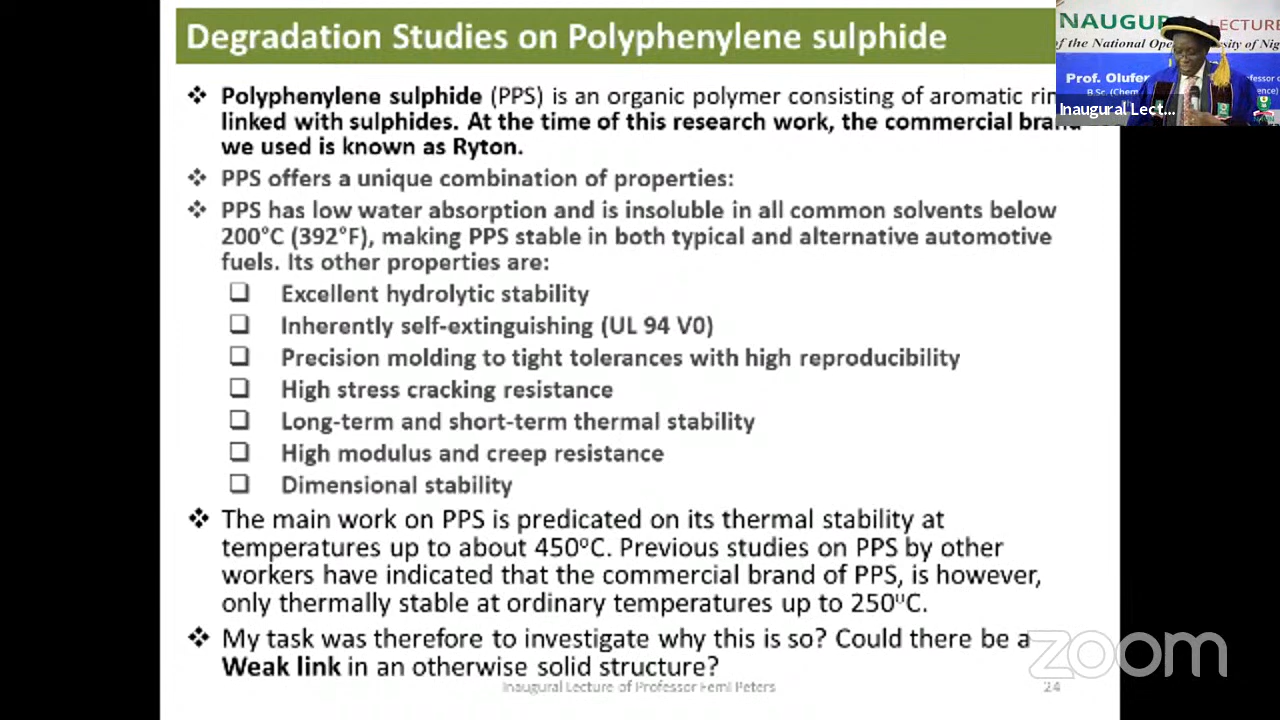 Degradation Studies on Polyphenylene sulphide
❖ Polyphenylene sulphide (PPS) is an organic polymer consisting of aromatic
linked with sulphides. At the time of this research work, the commercial
we used is known as Ryton.
❖ PPS offers a unique combination of properties:
❖ PPS has low water absorption and is insoluble in all common solvents below
200°C (392°F), making PPS stable in both typical and alternative automotive
fuels. Its other properties are:
❑ Excellent hydrolytic stability
❑ Inherently self-extinguishing (UL 94 V0)
❑ Precision molding to tight tolerances with high reproducibility
❑ High stress cracking resistance
❑ Long-term and short-term thermal stability
❑ High modulus and creep resistance
❑ Dimensional stability
❖ The main work on PPS is predicated on its thermal stability at
temperatures up to about 450°C. Previous studies on PPS by other
workers have indicated that the commercial brand of PPS, is however,
only thermally stable at ordinary temperatures up to 250°C.
❖ My task was therefore to investigate why this is so? Could there be a
Weak link in an otherwise solid structure?
Inaugural Lecture of Professor Femi Peters
24
zoom
NAUGURA LECTURE
of the National Ope rsity of Nig
Prof. Olufe
B.Sc. (Chem
Inaugural Lect...